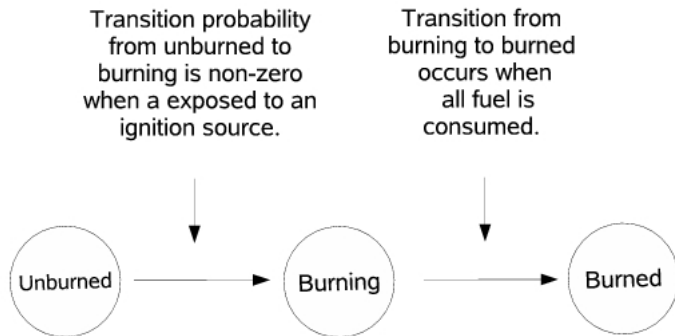 Transition probability
from unburned to
burning is non-zero
when a exposed to an
ignition source.
Transition from
burning to burned
occurs when
all fuel is
consumed.
Unburned
Burning
Burned